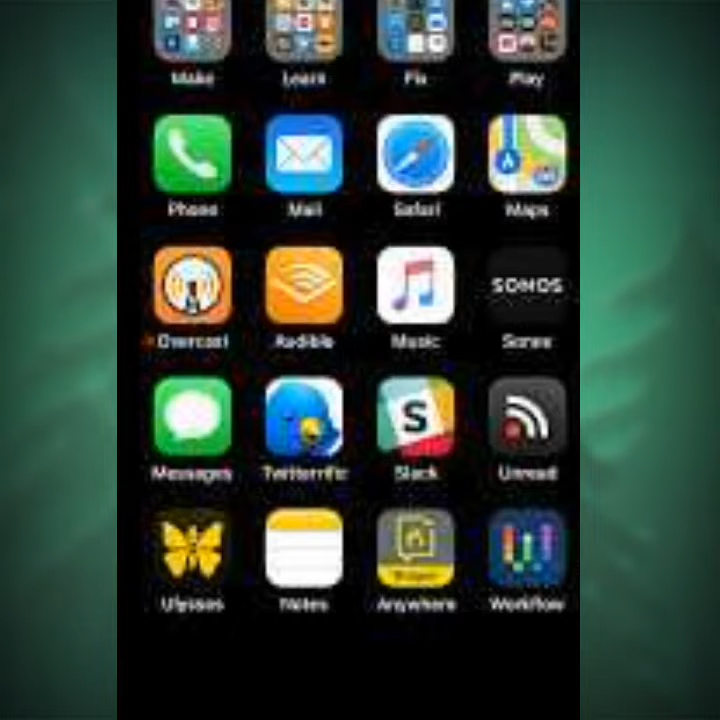 Make Learn Fix Play
Phone Mail Safari Maps
SONOS
Overcast Audible Music Sonos
S
Messages Twitterrific Slack Unread
Ulysses Notes Anywhere Workflow